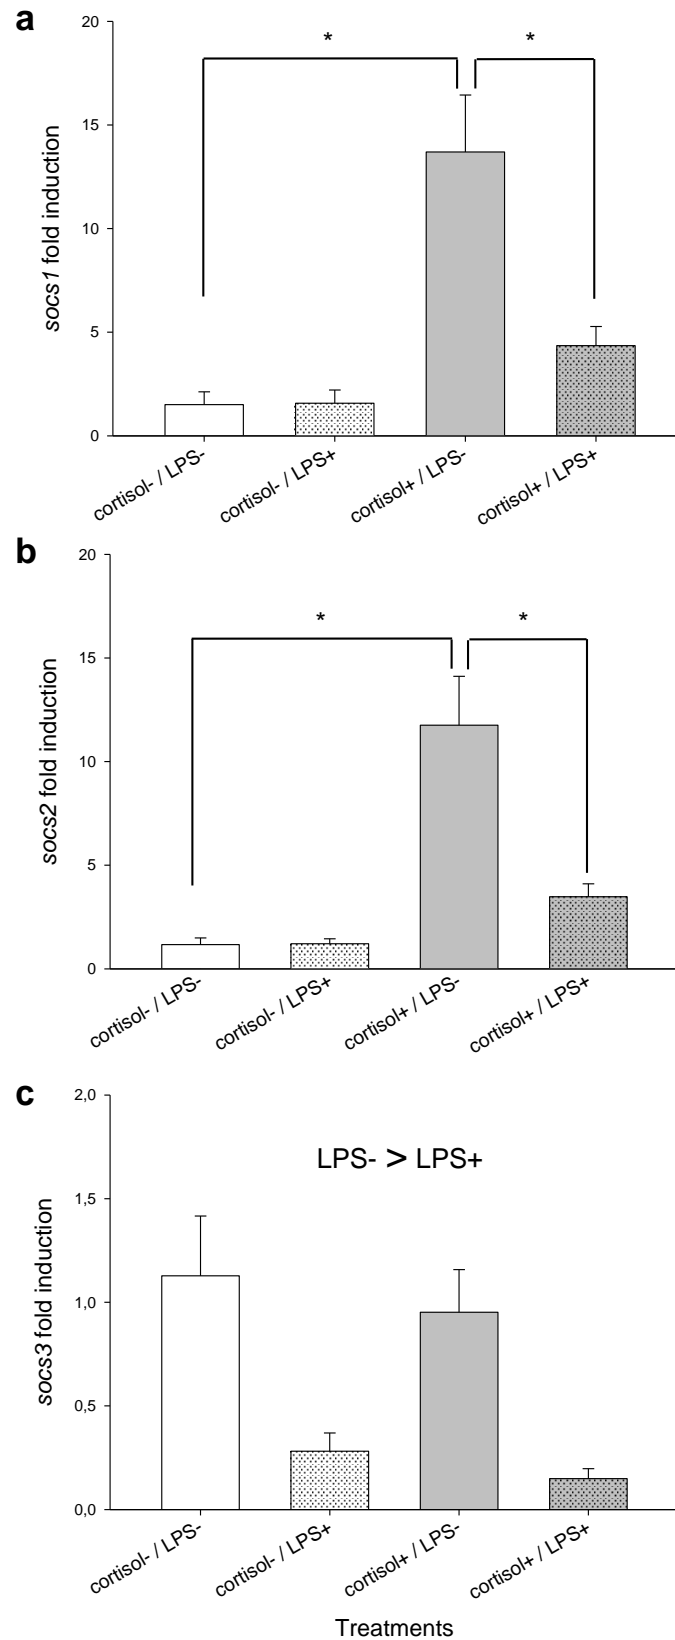 a
20
15
10
5
0
socs1 fold induction
*
*
cortisol- / LPS-
cortisol- / LPS+
cortisol+ / LPS-
cortisol+ / LPS+
b
20
15
10
5
0
socs2 fold induction
*
*
cortisol- / LPS-
cortisol- / LPS+
cortisol+ / LPS-
cortisol+ / LPS+
c
2,0
1,5
1,0
0,5
0,0
socs3 fold induction
LPS- > LPS+
cortisol- / LPS-
cortisol- / LPS+
cortisol+ / LPS-
cortisol+ / LPS+
Treatments